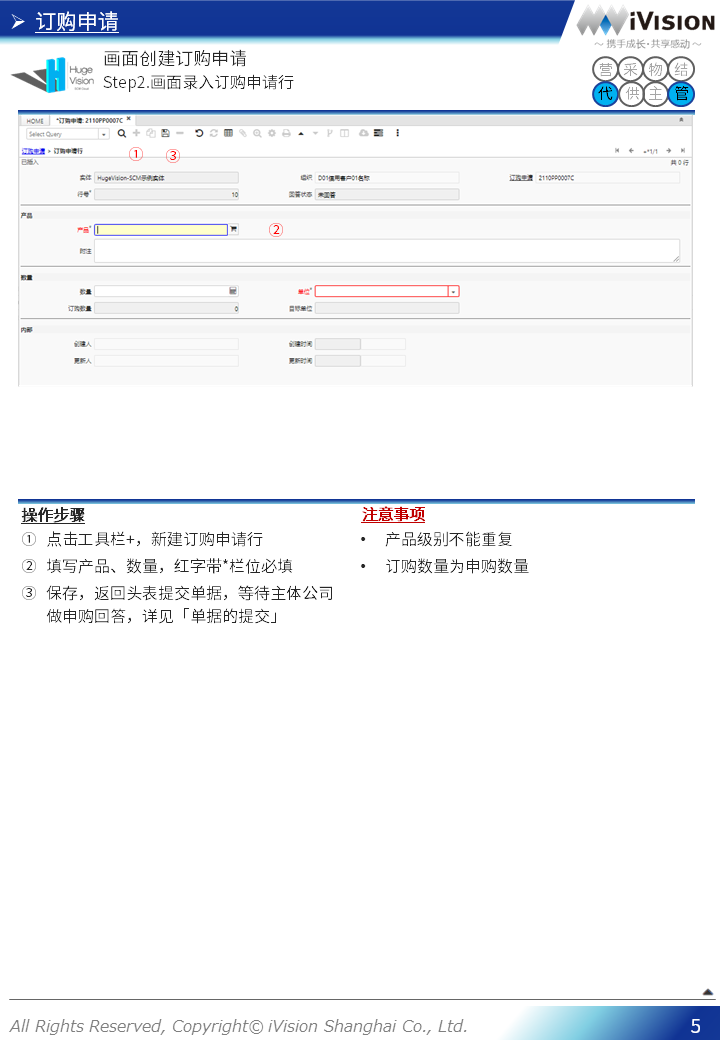 订购申请
iVISION
～ 携手成长·共享感动 ～
Huge
Vision
画面创建订购申请
Step2.画面录入订购申请行
营 采 物 结
代 供 主 管
HOME *订购申请: 2110PP0007C ×
Select Query
① ③
订购申请 > 订购申请行
*1/1
已插入 共 0 行
实体 HugeVision-SCM示例实体 组织 D01信用客户01名称 订购申请 2110PP0007C
行号* 10 回答状态 未回答
产品
产品* ②
附注
数量
数量 单位*
订购数量 0 目标单位
内部
创建人 创建时间
更新人 更新时间
操作步骤
① 点击工具栏+，新建订购申请行
② 填写产品、数量，红字带*栏位必填
③ 保存，返回头表提交单据，等待主体公司
做申购回答，详见「单据的提交」
注意事项
• 产品级别不能重复
• 订购数量为申购数量
All Rights Reserved, Copyright© iVision Shanghai Co., Ltd.
5